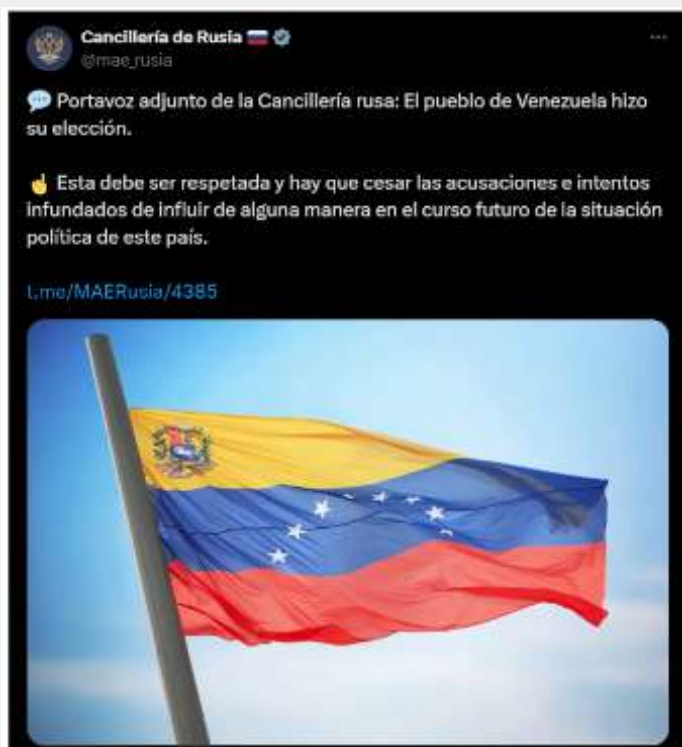 Cancillería de Rusia 🇷🇺
@mae_rusia
💬 Portavoz adjunto de la Cancillería rusa: El pueblo de Venezuela hizo
su elección.
☝️ Esta debe ser respetada y hay que cesar las acusaciones e intentos
infundados de influir de alguna manera en el curso futuro de la situación
política de este país.
t.me/MAERusia/4385